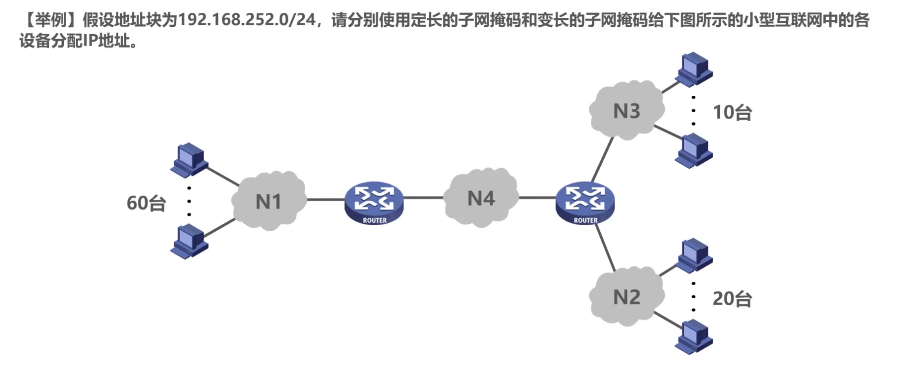 【举例】假设地址块为192.168.252.0/24，请分别使用定长的子网掩码和变长的子网掩码给下图所示的小型互联网中的各
设备分配IP地址。
N3
10台
60台
N1
ROUTER
N4
ROUTER
N2
20台